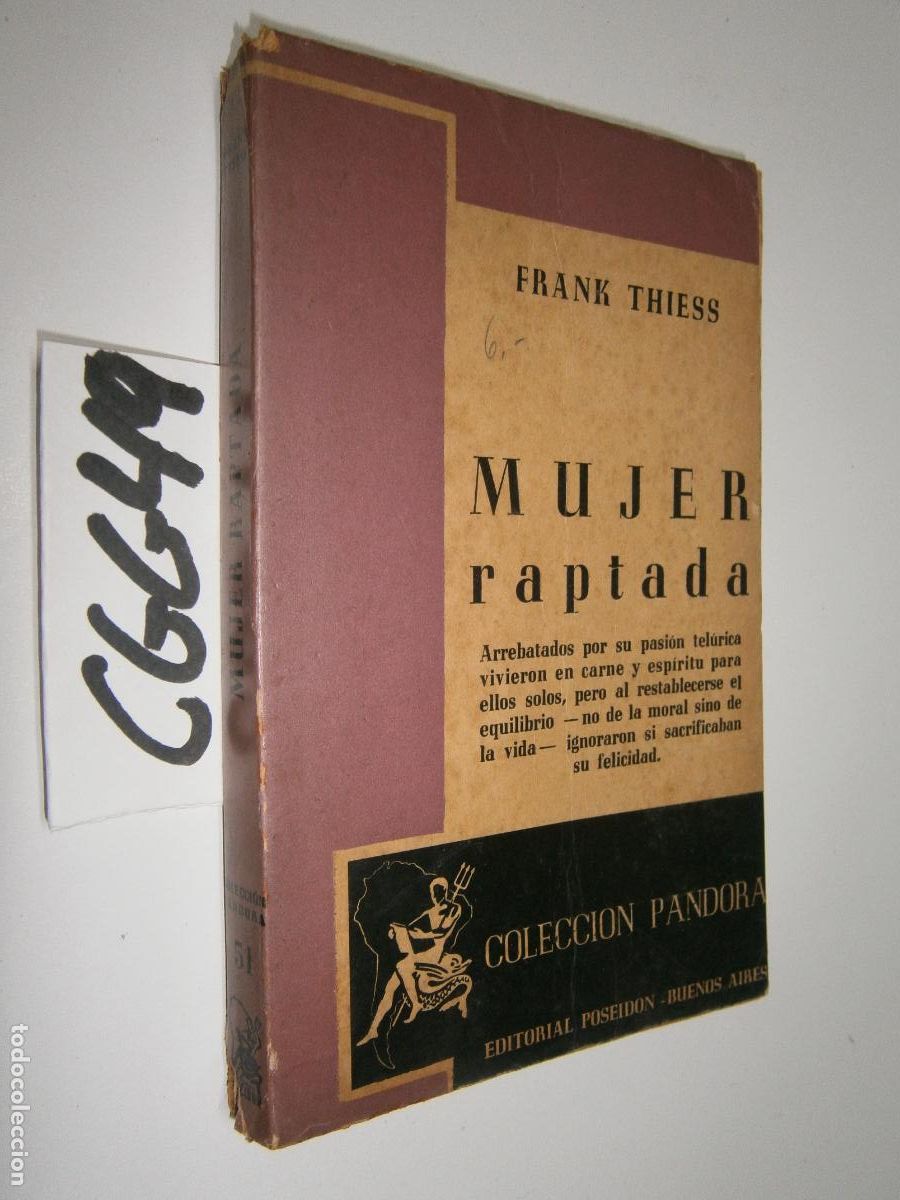 FRANK THIESS
6,-
MUJER
raptada
Arrebatados por su pasión telúrica
vivieron en carne y espíritu para
ellos solos, pero al restablecerse el
equilibrio —no de la moral sino de
la vida— ignoraron si sacrificaban
su felicidad.
COLECCION PANDORA
EDITORIAL POSEIDON - BUENOS AIRES
MUJER RAPTADA
COLECCIÓN
PANDORA
51
CGG49
todocoleccion